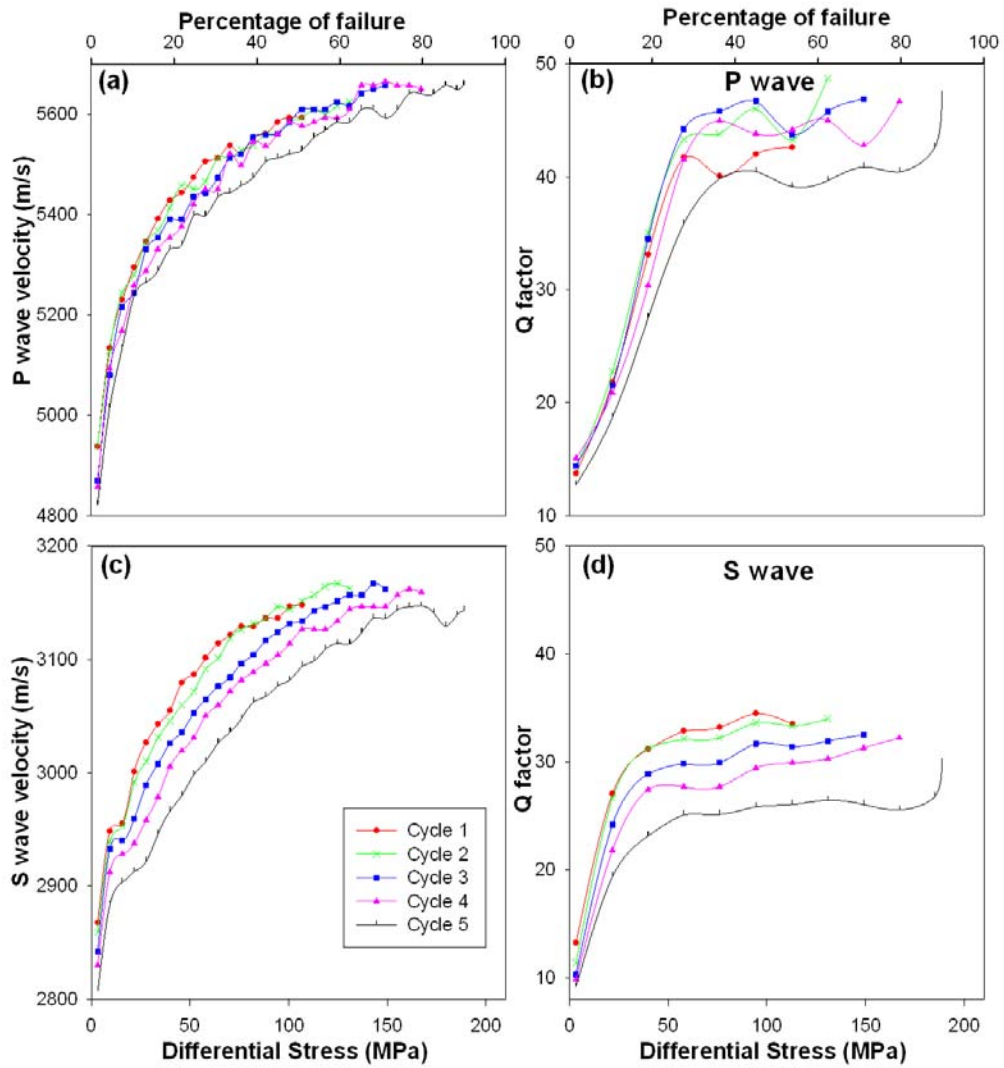 Percentage of failure Percentage of failure
0 20 40 60 80 100 0 20 40 60 80 100
(a) (b) P wave
P wave velocity (m/s)
5600
5400
5200
5000
4800
Q factor
50
40
30
20
10
(c) (d) S wave
S wave velocity (m/s)
3200
3100
3000
2900
2800
Cycle 1
Cycle 2
Cycle 3
Cycle 4
Cycle 5
Q factor
50
40
30
20
10
0 50 100 150 200 0 50 100 150 200
Differential Stress (MPa) Differential Stress (MPa)